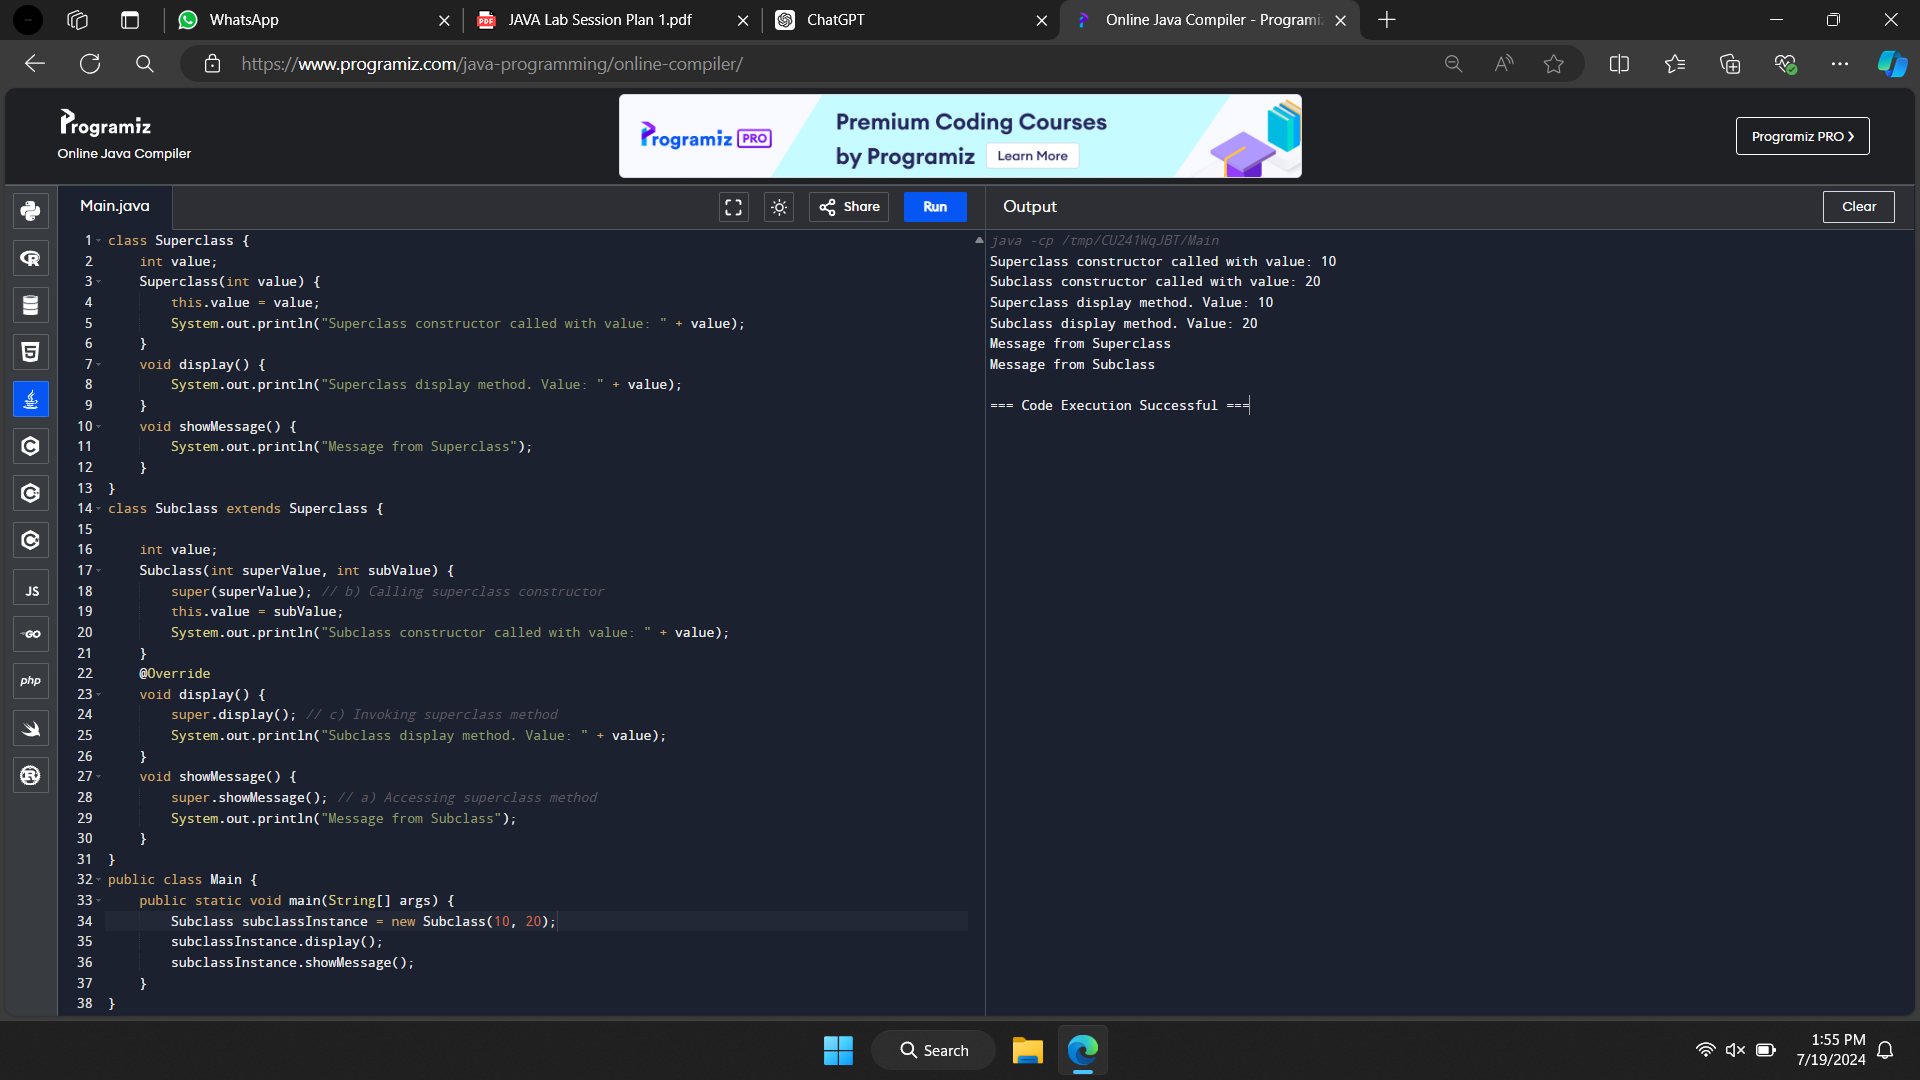 WhatsApp
JAVA Lab Session Plan 1.pdf
ChatGPT
Online Java Compiler - Programiz
https://www.programiz.com/java-programming/online-compiler/
Programiz
Online Java Compiler
Programiz PRO
Premium Coding Courses
by Programiz
Learn More
Programiz PRO
Main.java
Share
Run
Output
Clear
1 class Superclass {
2     int value;
3     Superclass(int value) {
4         this.value = value;
5         System.out.println("Superclass constructor called with value: " + value);
6     }
7     void display() {
8         System.out.println("Superclass display method. Value: " + value);
9     }
10     void showMessage() {
11         System.out.println("Message from Superclass");
12     }
13 }
14 class Subclass extends Superclass {
15
16     int value;
17     Subclass(int superValue, int subValue) {
18         super(superValue); // b) Calling superclass constructor
19         this.value = subValue;
20         System.out.println("Subclass constructor called with value: " + value);
21     }
22     @Override
23     void display() {
24         super.display(); // c) Invoking superclass method
25         System.out.println("Subclass display method. Value: " + value);
26     }
27     void showMessage() {
28         super.showMessage(); // a) Accessing superclass method
29         System.out.println("Message from Subclass");
30     }
31 }
32 public class Main {
33     public static void main(String[] args) {
34         Subclass subclassInstance = new Subclass(10, 20);
35         subclassInstance.display();
36         subclassInstance.showMessage();
37     }
38 }
java -cp /tmp/CU241WqJBT/Main
Superclass constructor called with value: 10
Subclass constructor called with value: 20
Superclass display method. Value: 10
Subclass display method. Value: 20
Message from Superclass
Message from Subclass
=== Code Execution Successful ===
JS
GO
php
Search
1:55 PM
7/19/2024